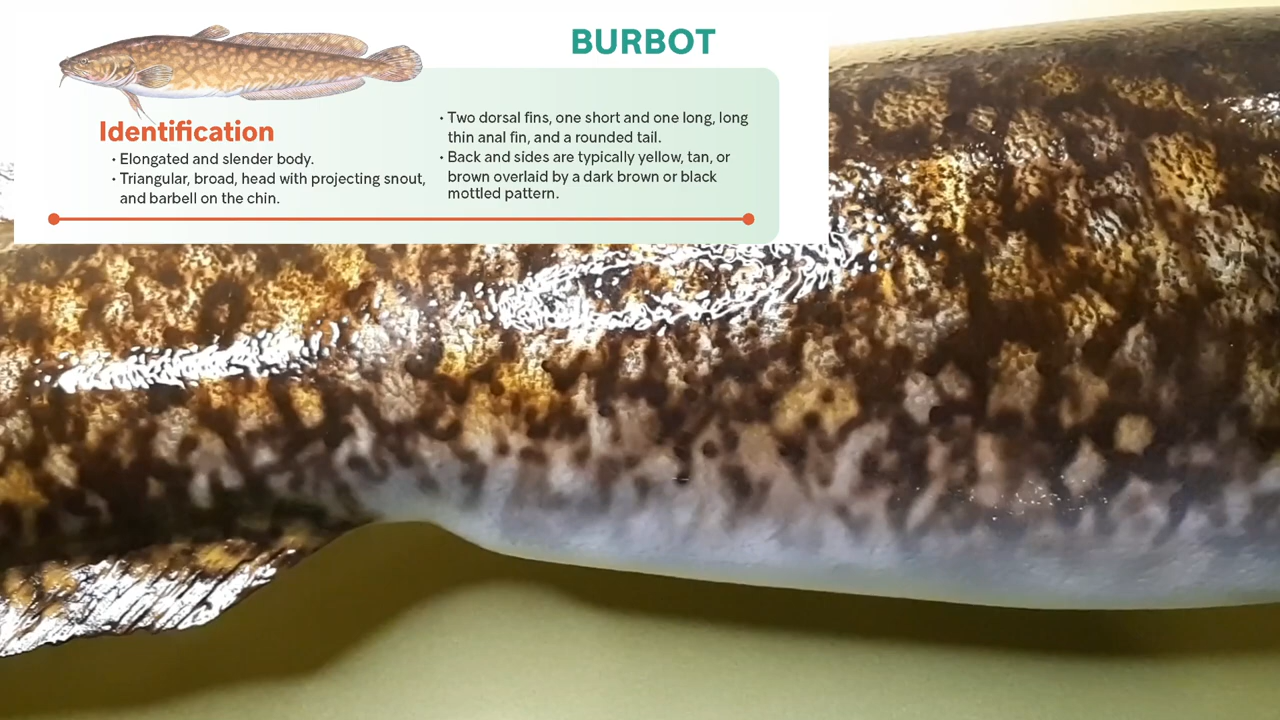 BURBOT
Identification
• Elongated and slender body.
• Triangular, broad, head with projecting snout,
and barbell on the chin.
• Two dorsal fins, one short and one long, long
thin anal fin, and a rounded tail.
• Back and sides are typically yellow, tan, or
brown overlaid by a dark brown or black
mottled pattern.